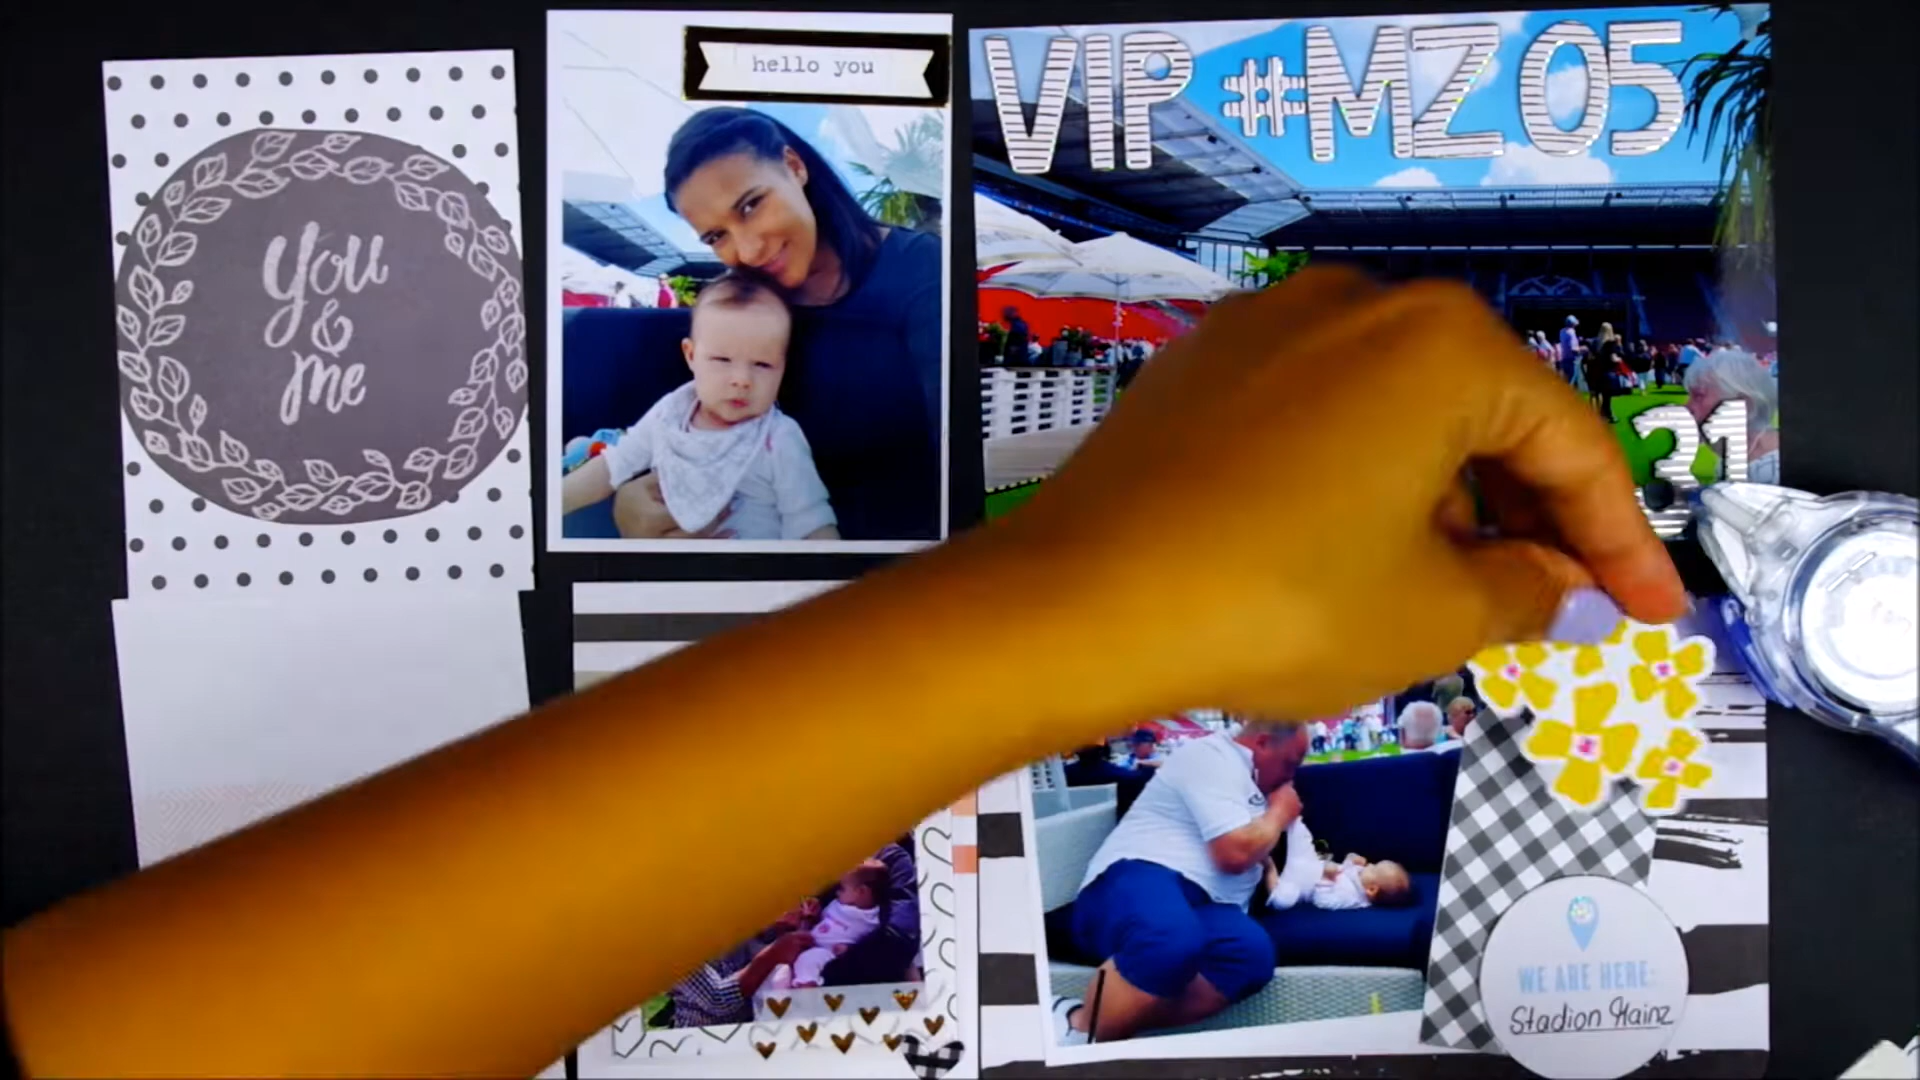 You
&
Me
hello you
VIP #MZ05
31
WE ARE HERE:
Stadion Mainz